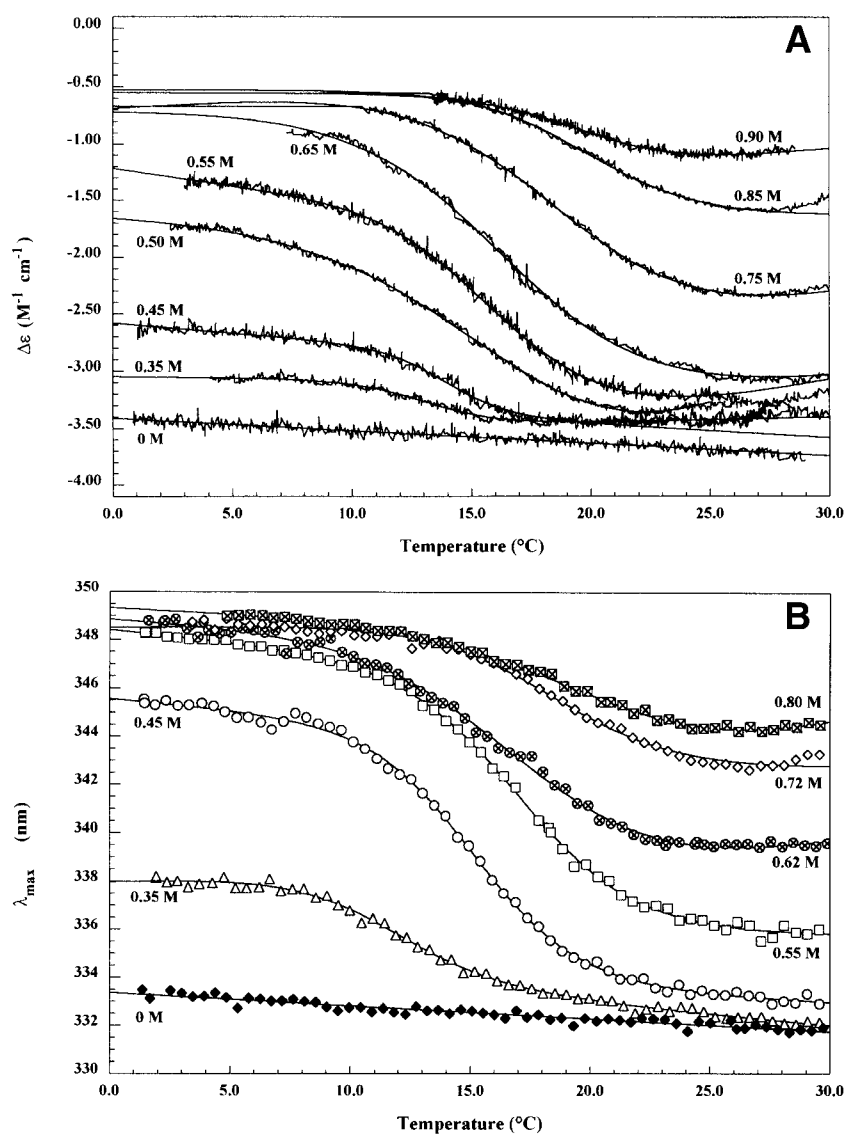 A
0.00
-0.50
-1.00
-1.50
-2.00
-2.50
-3.00
-3.50
-4.00
Δε (M⁻¹ cm⁻¹)
0.90 M
0.65 M
0.85 M
0.55 M
0.50 M
0.75 M
0.45 M
0.35 M
0 M
0.0 5.0 10.0 15.0 20.0 25.0 30.0
Temperature (°C)
B
350
348
346
344
342
340
338
336
334
332
330
λmax (nm)
0.80 M
0.45 M
0.72 M
0.62 M
0.35 M
0.55 M
0 M
0.0 5.0 10.0 15.0 20.0 25.0 30.0
Temperature (°C)